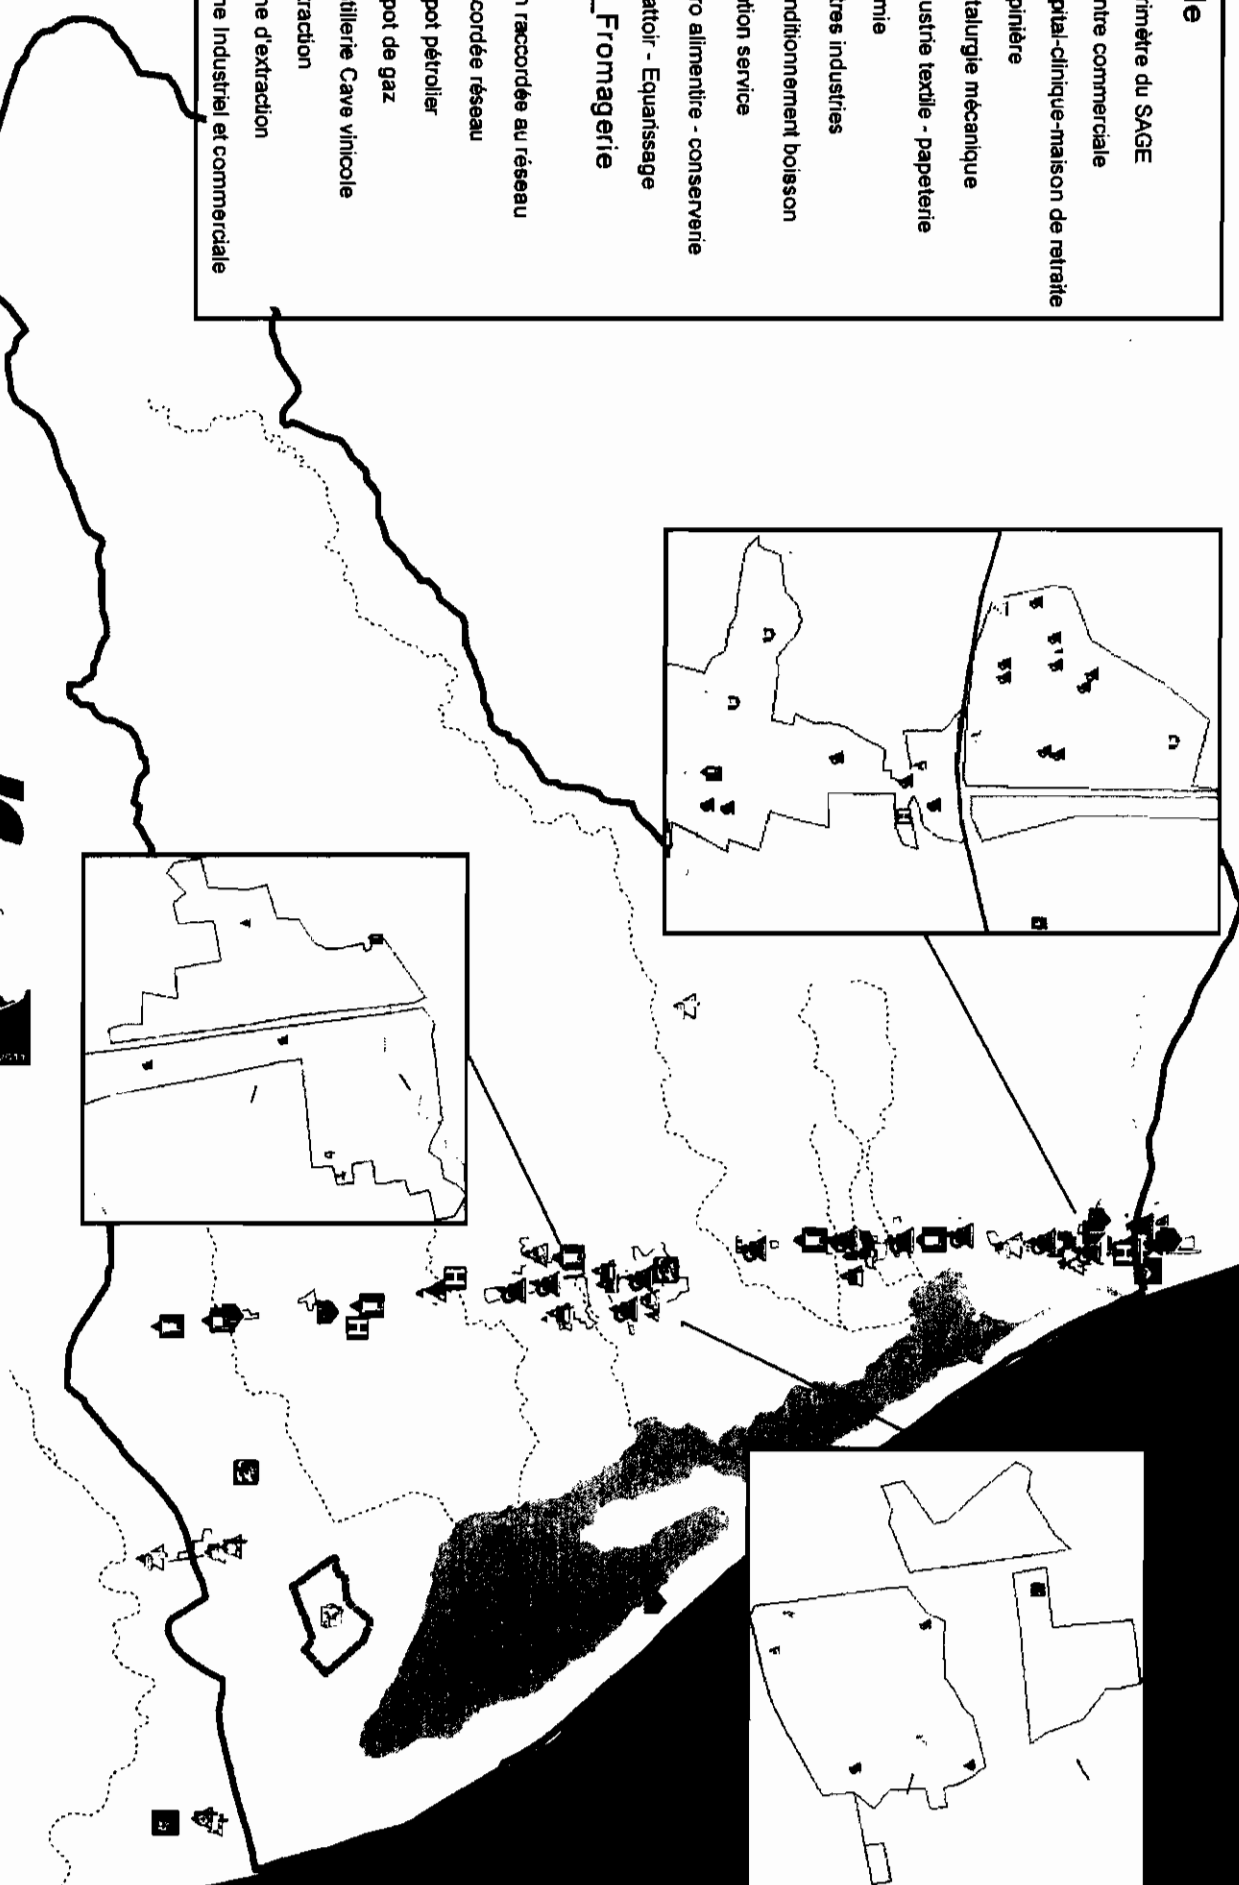 le
rimètre du SAGE
ntre commerciale
pital-clinique-maison de retraite
pinière
talurgie mécanique
ustrie textile - papeterie
mie
tres industries
nditionnement boisson
tion service
ro alimentire - conserverie
attoir - Equarissage
_Fromagerie
n raccordée au réseau
cordée réseau
pot pétrolier
pot de gaz
tillerie Cave vinicole
traction
ne d'extraction
ne Industriel et commerciale
H
H
H
H